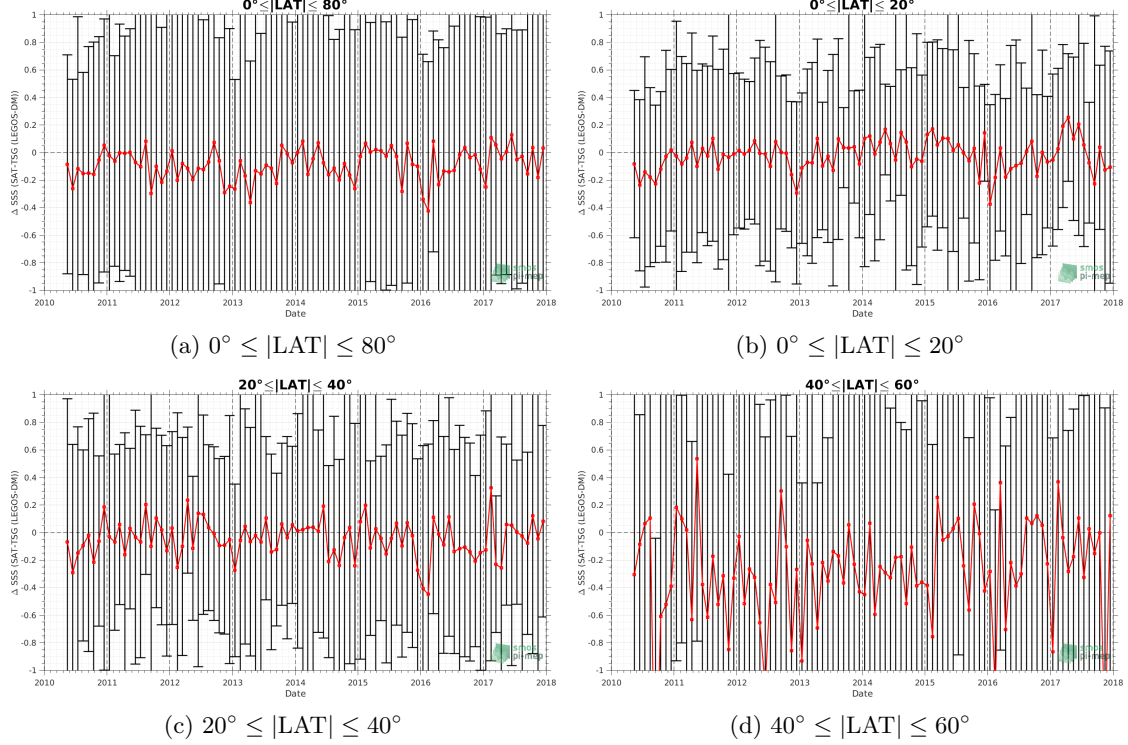 0°≤|LAT|≤ 80°
Δ SSS (SAT-TSG (LEGOS-DM))
1
0.8
0.6
0.4
0.2
0
-0.2
-0.4
-0.6
-0.8
-1
2010 2011 2012 2013 2014 2015 2016 2017 2018
Date
smos
pi-mep
(a) 0° ≤ |LAT| ≤ 80°
0°≤|LAT|≤ 20°
Δ SSS (SAT-TSG (LEGOS-DM))
1
0.8
0.6
0.4
0.2
0
-0.2
-0.4
-0.6
-0.8
-1
2010 2011 2012 2013 2014 2015 2016 2017 2018
Date
smos
pi-mep
(b) 0° ≤ |LAT| ≤ 20°
20°≤|LAT|≤ 40°
Δ SSS (SAT-TSG (LEGOS-DM))
1
0.8
0.6
0.4
0.2
0
-0.2
-0.4
-0.6
-0.8
-1
2010 2011 2012 2013 2014 2015 2016 2017 2018
Date
smos
pi-mep
(c) 20° ≤ |LAT| ≤ 40°
40°≤|LAT|≤ 60°
Δ SSS (SAT-TSG (LEGOS-DM))
1
0.8
0.6
0.4
0.2
0
-0.2
-0.4
-0.6
-0.8
-1
2010 2011 2012 2013 2014 2015 2016 2017 2018
Date
smos
pi-mep
(d) 40° ≤ |LAT| ≤ 60°